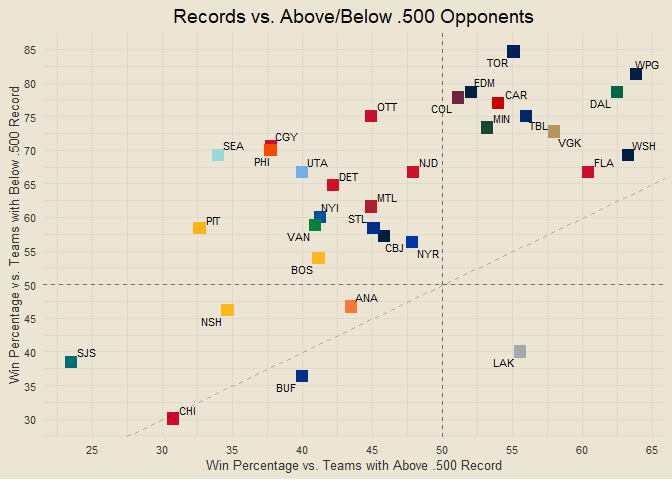 Records vs. Above/Below .500 Opponents
Win Percentage vs. Teams with Below .500 Record
85
80
75
70
65
60
55
50
45
40
35
30
TOR
WPG
EDM
CAR
DAL
COL
OTT
MIN
TBL
VGK
WSH
SEA
CGY
PHI
UTA
NJD
FLA
DET
MTL
NYI
PIT
VAN
STL
CBJ
NYR
BOS
ANA
NSH
SJS
LAK
BUF
CHI
25
30
35
40
45
50
55
60
65
Win Percentage vs. Teams with Above .500 Record